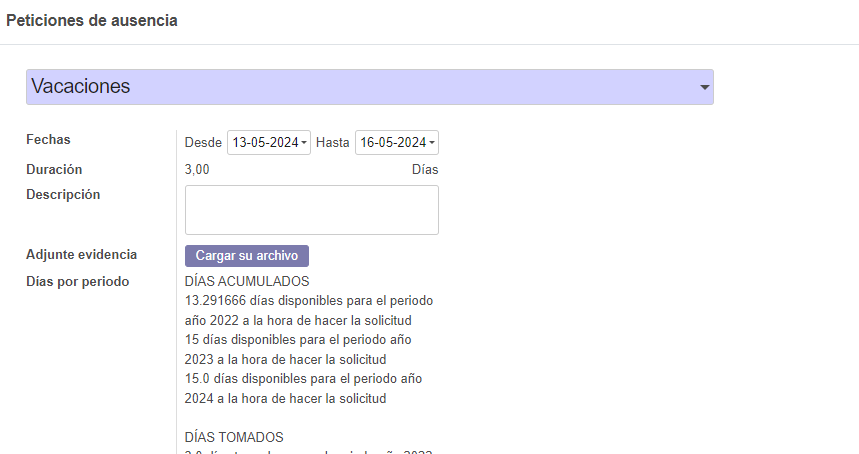 Peticiones de ausencia
Vacaciones
Fechas
Desde 13-05-2024 Hasta 16-05-2024
Duración
3,00 Días
Descripción
Adjunte evidencia
Cargar su archivo
Días por periodo
DÍAS ACUMULADOS
13.291666 días disponibles para el periodo
año 2022 a la hora de hacer la solicitud
15 días disponibles para el periodo año
2023 a la hora de hacer la solicitud
15.0 días disponibles para el periodo año
2024 a la hora de hacer la solicitud
DÍAS TOMADOS